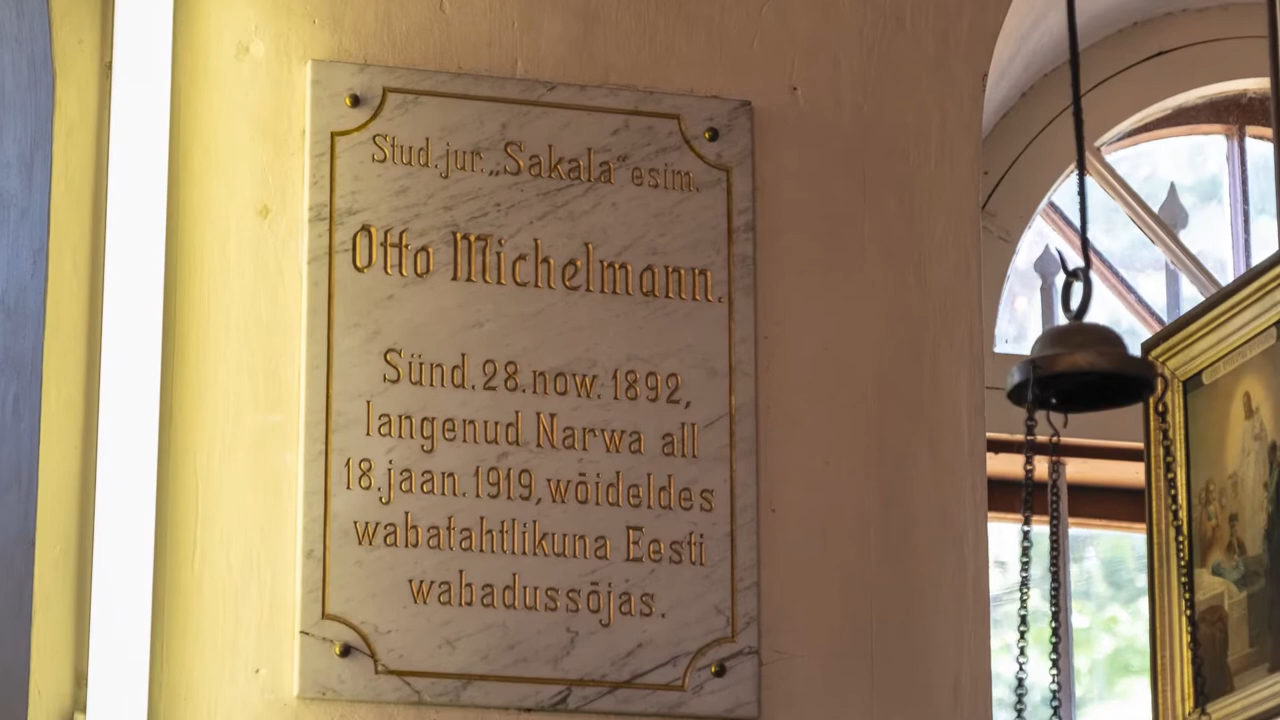 Stud. jur. „Sakala“ esim.
Otto Michelmann.
Sünd. 28. now. 1892,
langenud Narwa all
18. jaan. 1919, wõideldes
wabatahtlikuna Eesti
wabadussõjas.